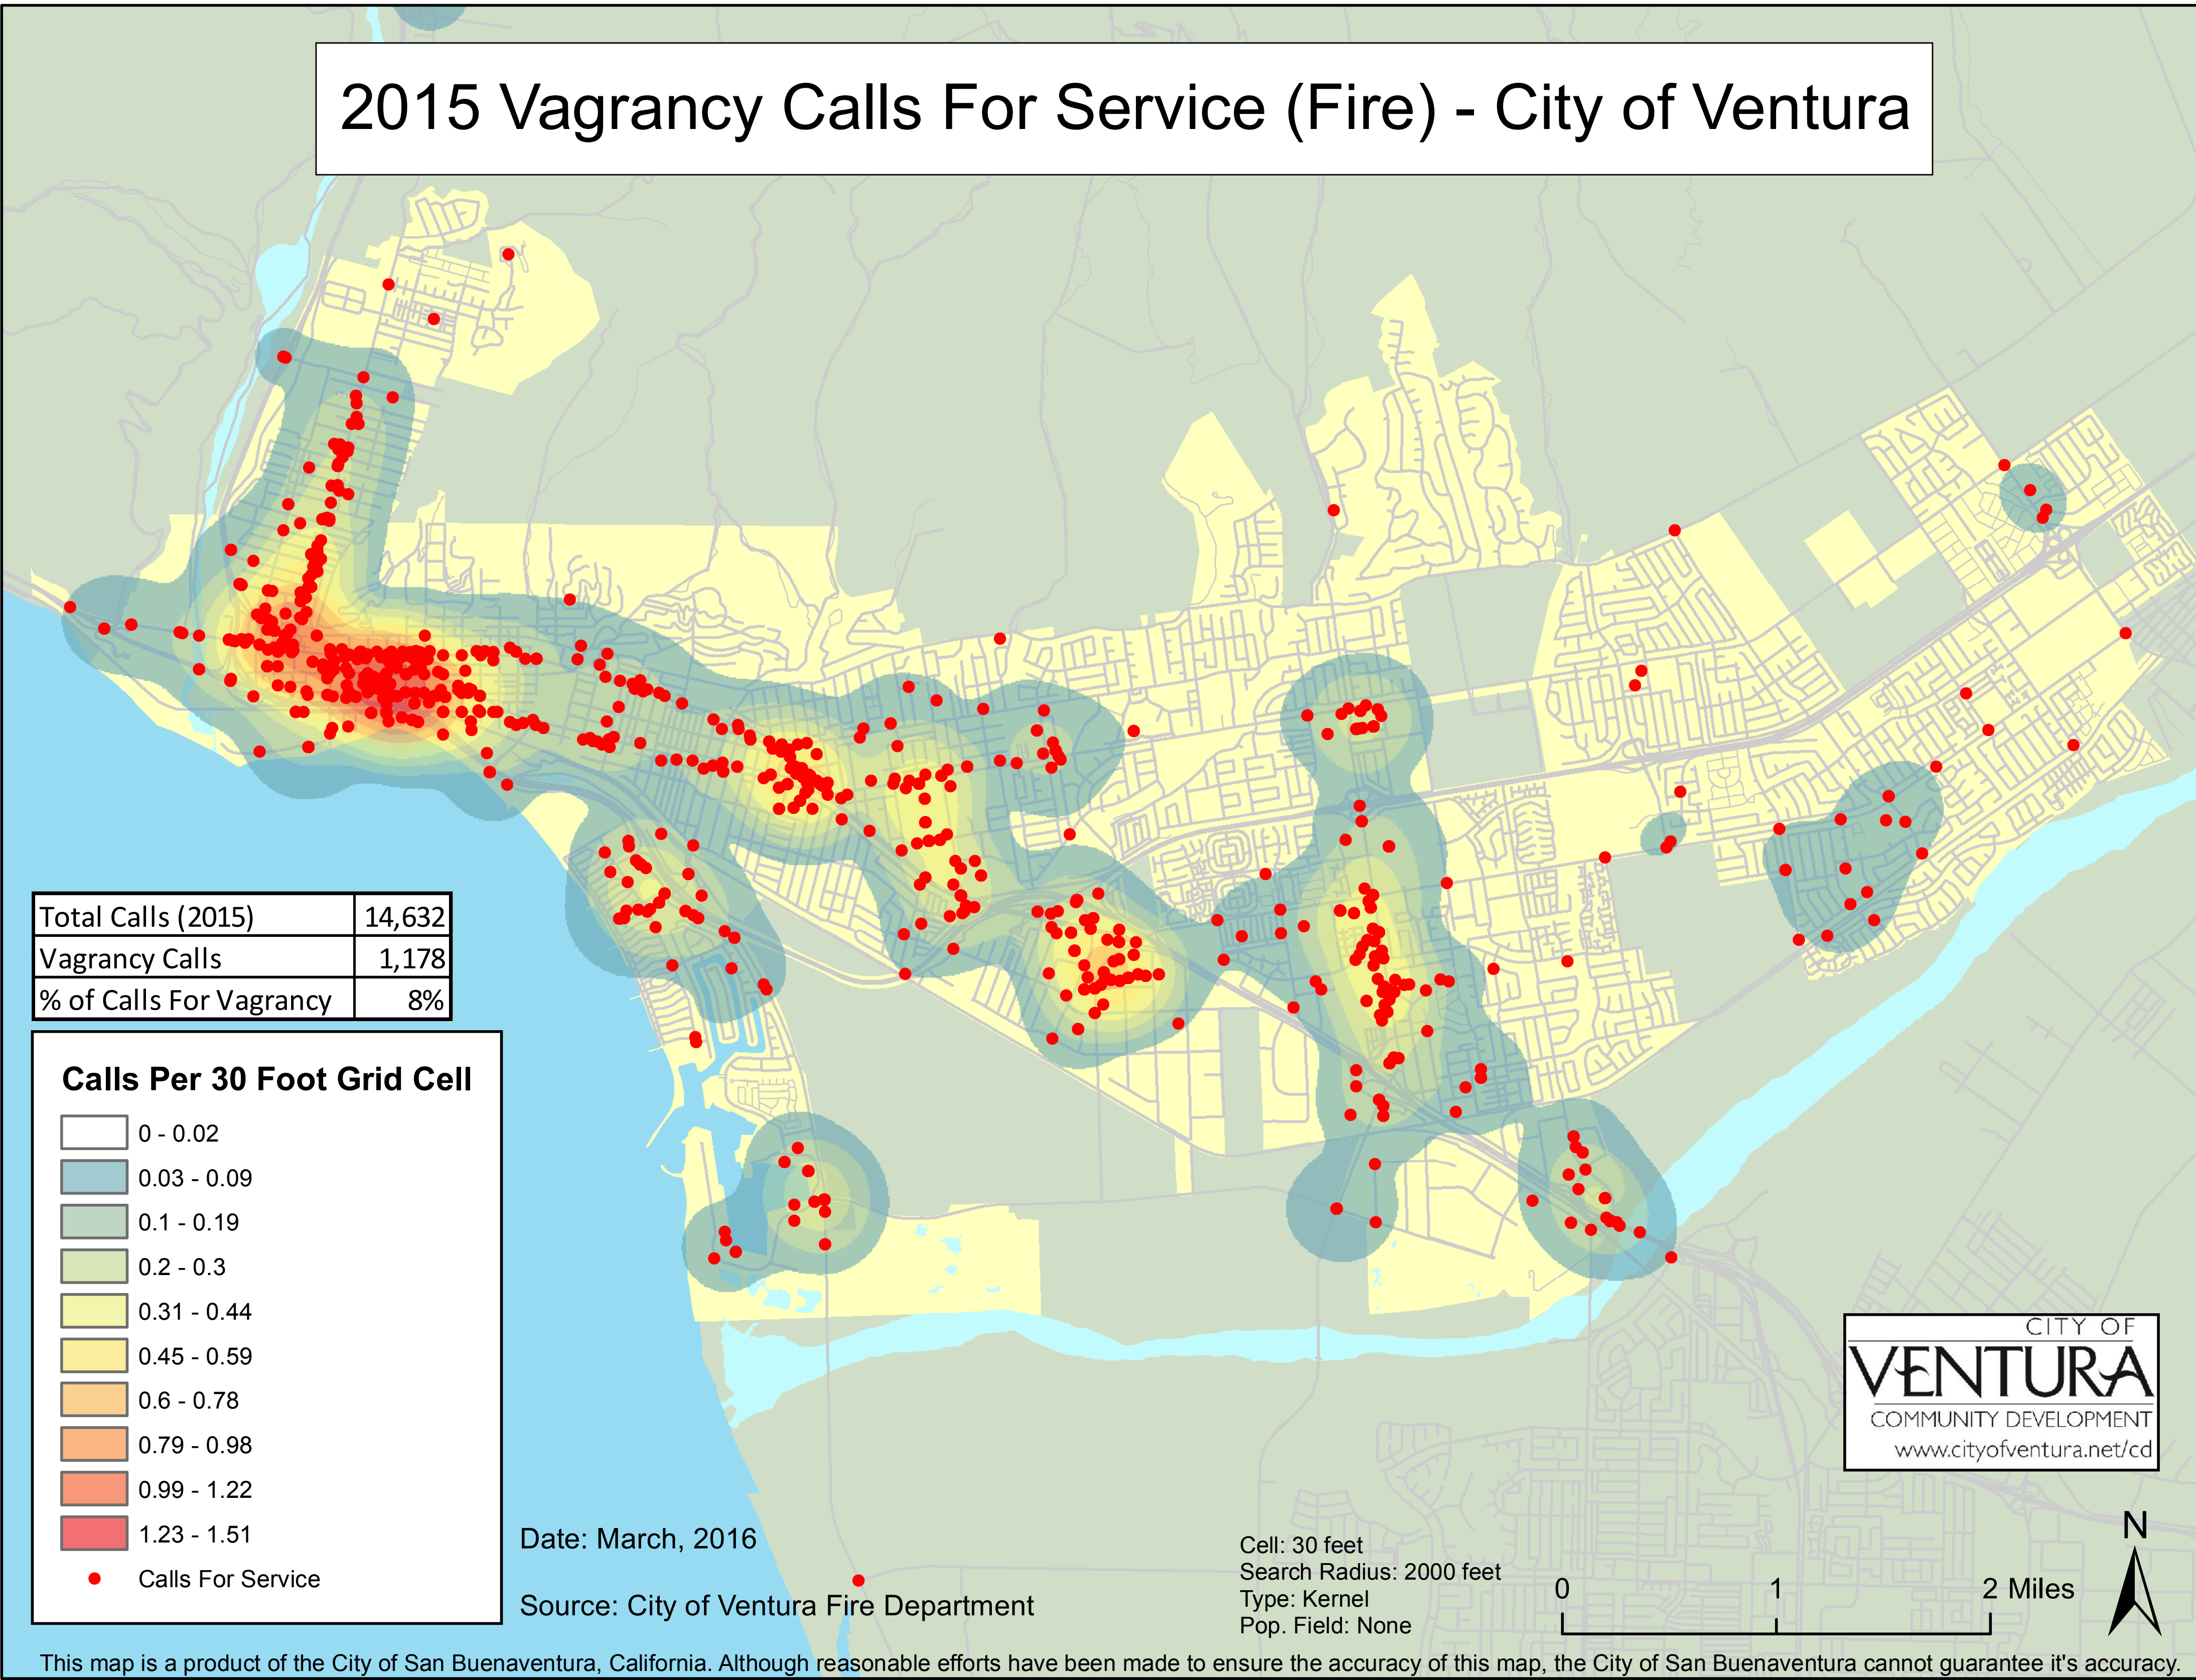 2015 Vagrancy Calls For Service (Fire) - City of Ventura
Total Calls (2015) 14,632
Vagrancy Calls 1,178
% of Calls For Vagrancy 8%
Calls Per 30 Foot Grid Cell
0 - 0.02
0.03 - 0.09
0.1 - 0.19
0.2 - 0.3
0.31 - 0.44
0.45 - 0.59
0.6 - 0.78
0.79 - 0.98
0.99 - 1.22
1.23 - 1.51
Calls For Service
Date: March, 2016
Source: City of Ventura Fire Department
Cell: 30 feet
Search Radius: 2000 feet
Type: Kernel
Pop. Field: None
0 1 2 Miles
N
CITY OF
VENTURA
COMMUNITY DEVELOPMENT
www.cityofventura.net/cd
This map is a product of the City of San Buenaventura, California. Although reasonable efforts have been made to ensure the accuracy of this map, the City of San Buenaventura cannot guarantee it's accuracy.